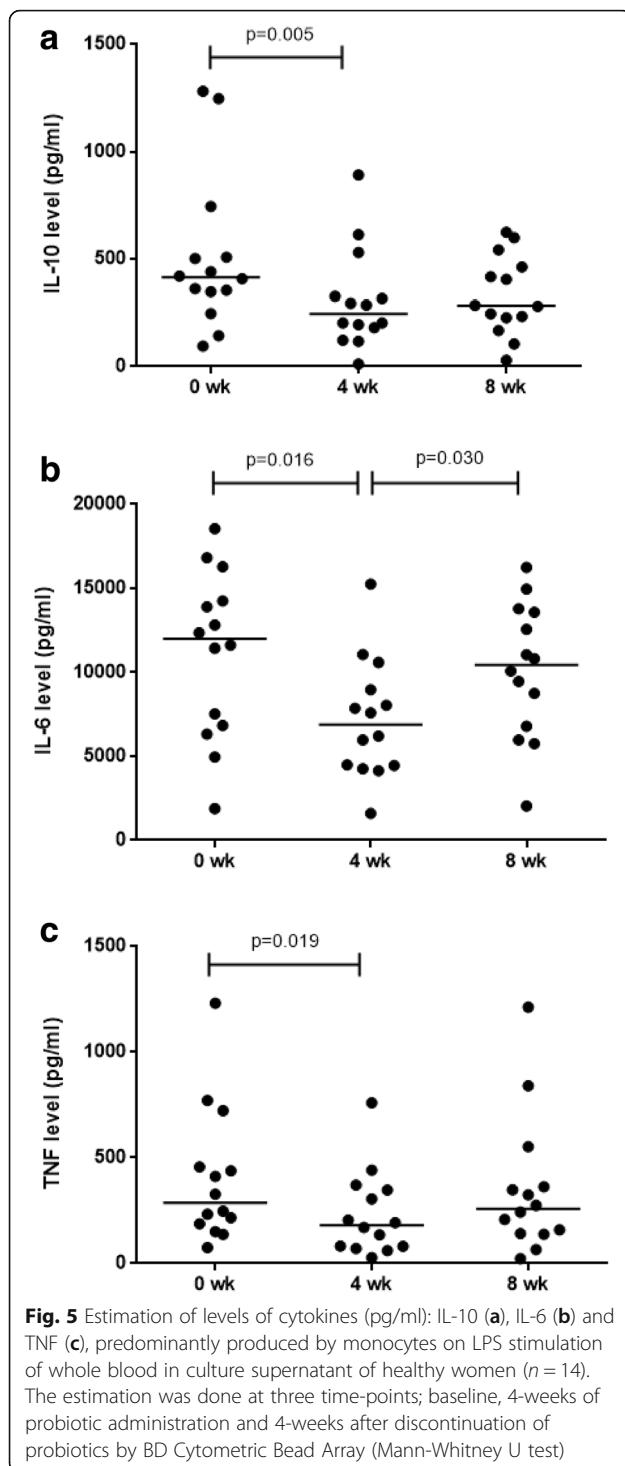 a
p=0.005
IL-10 level (pg/ml)
1500
1000
500
0
0 wk 4 wk 8 wk
b
p=0.016 p=0.030
IL-6 level (pg/ml)
20000
15000
10000
5000
0
0 wk 4 wk 8 wk
c
p=0.019
TNF level (pg/ml)
1500
1000
500
0
0 wk 4 wk 8 wk
Fig. 5 Estimation of levels of cytokines (pg/ml): IL-10 (a), IL-6 (b) and
TNF (c), predominantly produced by monocytes on LPS stimulation
of whole blood in culture supernatant of healthy women (n = 14).
The estimation was done at three time-points; baseline, 4-weeks of
probiotic administration and 4-weeks after discontinuation of
probiotics by BD Cytometric Bead Array (Mann-Whitney U test)